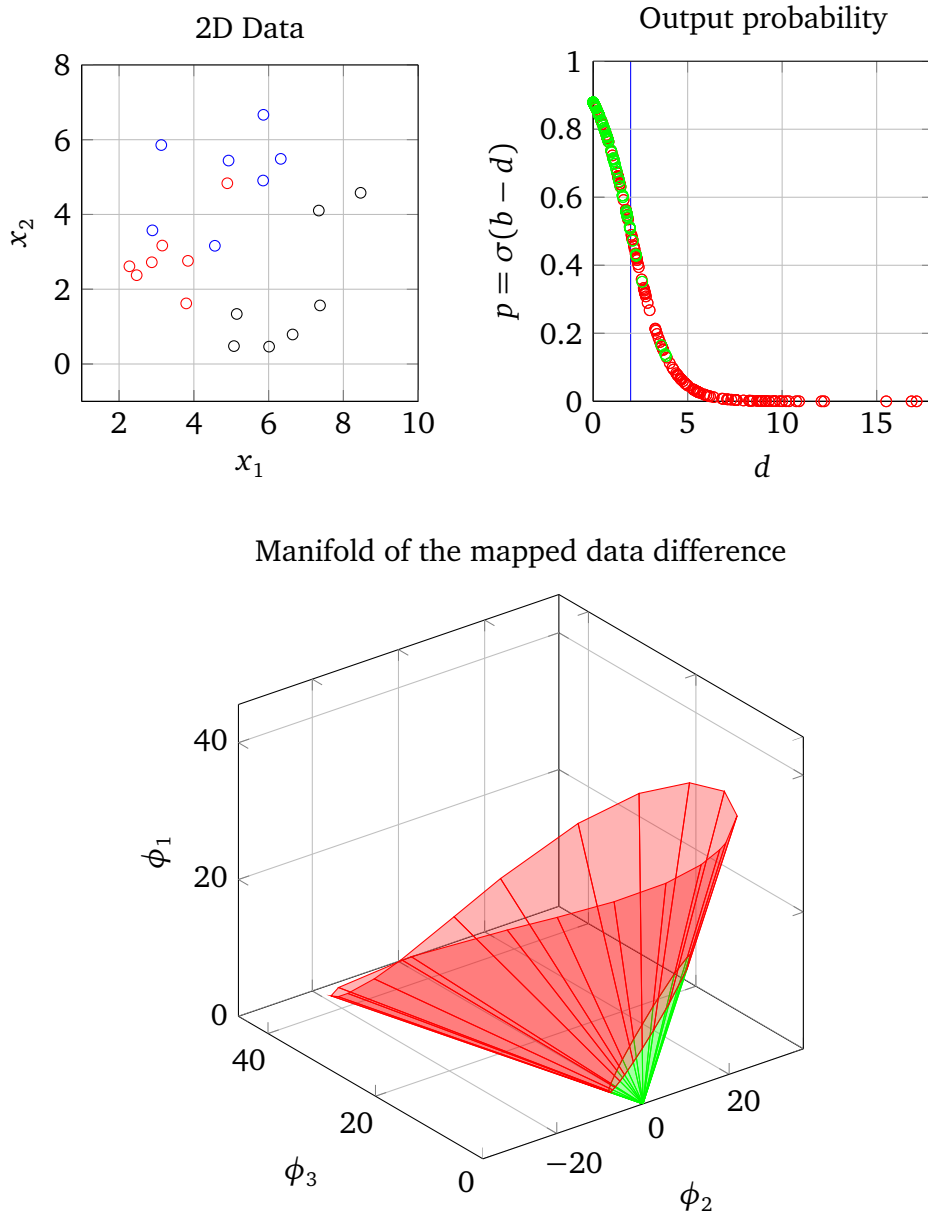 2D Data
8
6
4
2
0
2 4 6 8 10
x₁
x₂
Output probability
1
0.8
0.6
0.4
0.2
0
0 5 10 15
d
p = σ(b − d)
Manifold of the mapped data difference
40
20
0
ϕ₁
40
20
0
ϕ₃
−20
0
20
ϕ₂